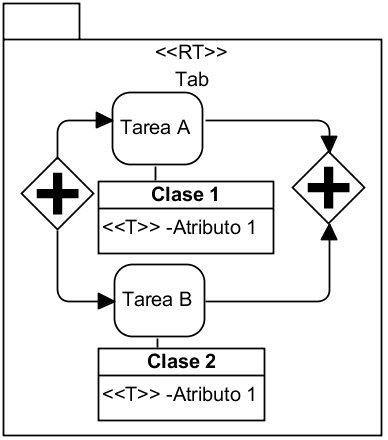 <<RT>>
Tab
Tarea A
Clase 1
<<T>> -Atributo 1
Tarea B
Clase 2
<<T>> -Atributo 1